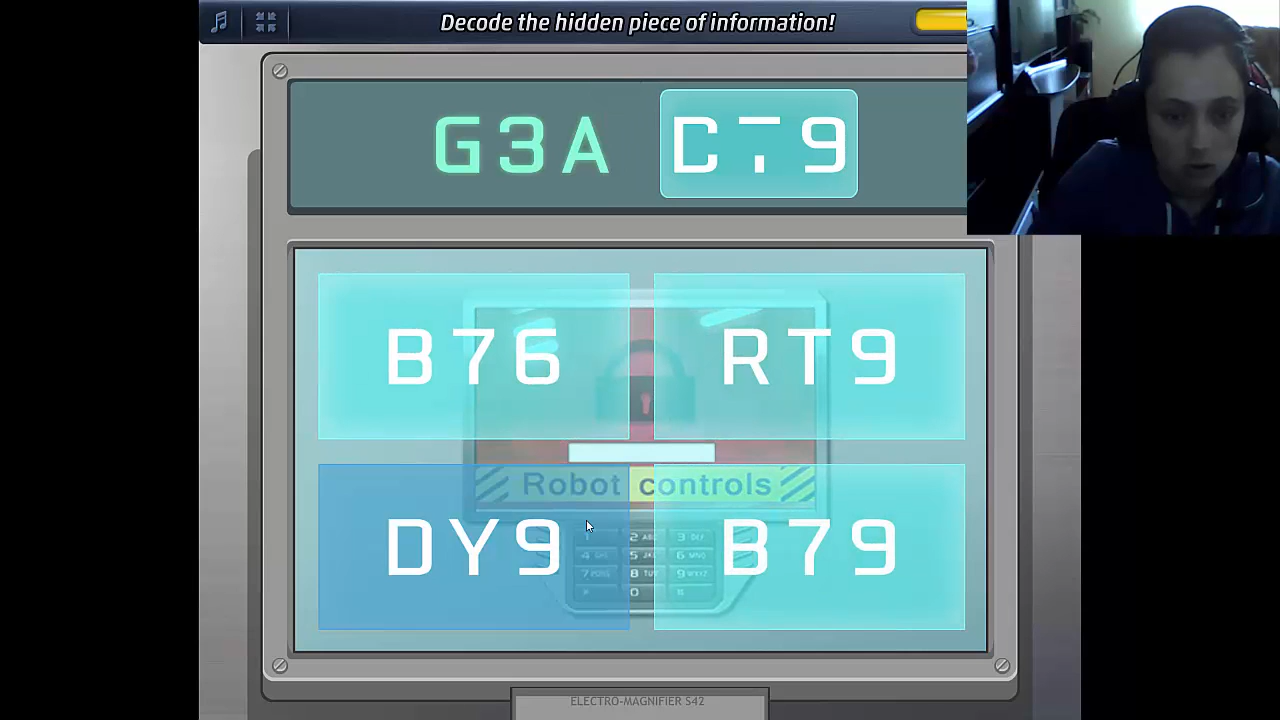 Decode the hidden piece of information!
G3A
B76 RT9
Robot controls
DY9 B79
ELECTRO-MAGNIFIER S42